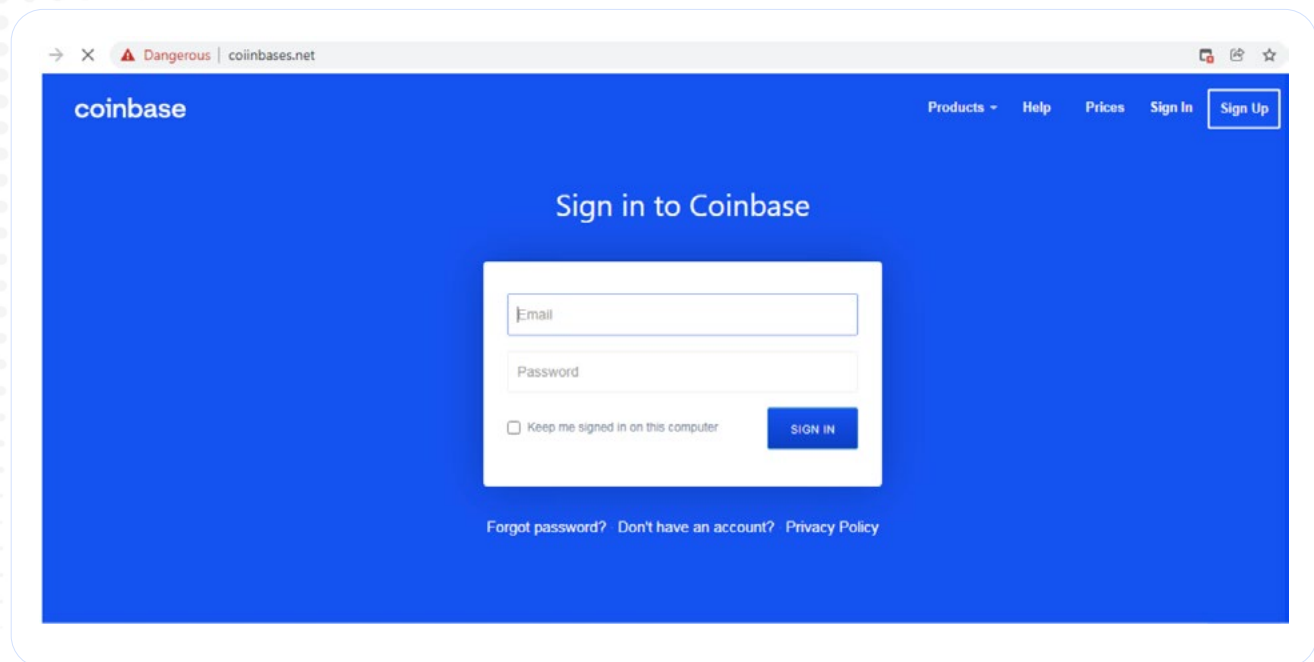 Dangerous | coiinbases.net
coinbase
Products Help Prices Sign In Sign Up
Sign in to Coinbase
Email
Password
Keep me signed in on this computer SIGN IN
Forgot password? Don't have an account? Privacy Policy